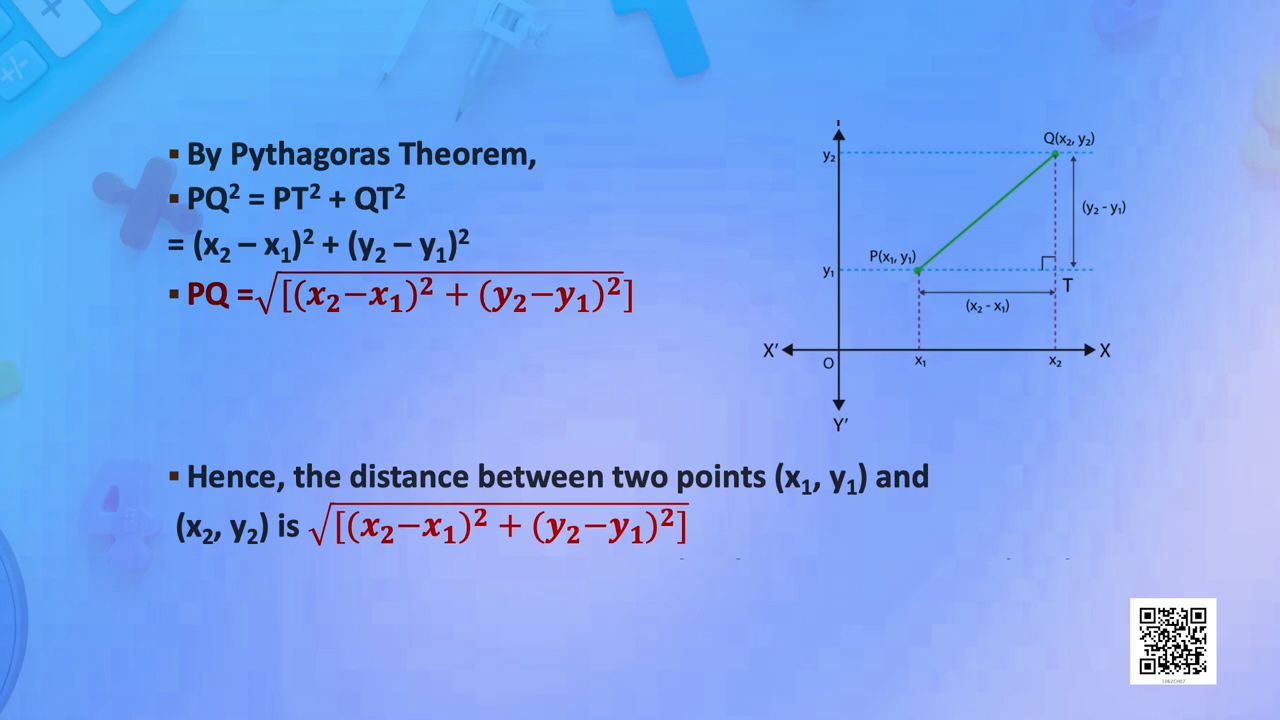 ▪ By Pythagoras Theorem,
▪ PQ² = PT² + QT²
= (x₂ – x₁)² + (y₂ – y₁)²
▪ PQ =√[(x₂−x₁)² + (y₂−y₁)²]
Q(x₂, y₂)
y₂
(y₂ - y₁)
P(x₁, y₁)
y₁
T
(x₂ - x₁)
X′
X
O
x₁
x₂
Y′
▪ Hence, the distance between two points (x₁, y₁) and
(x₂, y₂) is √[(x₂−x₁)² + (y₂−y₁)²]